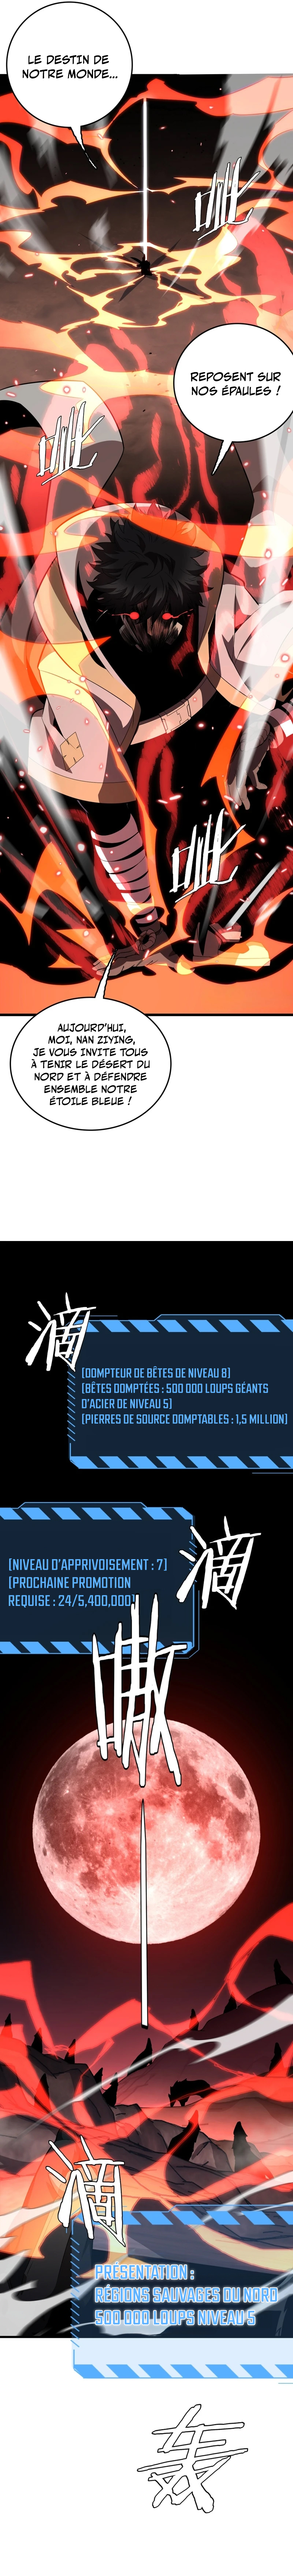 LE DESTIN DE
NOTRE MONDE...
REPOSENT SUR
NOS ÉPAULES !
AUJOURD'HUI,
MOI, NAN ZIYING,
JE VOUS INVITE TOUS
À TENIR LE DÉSERT DU
NORD ET À DÉFENDRE
ENSEMBLE NOTRE
ÉTOILE BLEUE !
滴
[DOMPTEUR DE BÊTES DE NIVEAU 8]
[BÊTES DOMPTÉES : 500 000 LOUPS GÉANTS
D'ACIER DE NIVEAU 5]
[PIERRES DE SOURCE DOMPTABLES : 1,5 MILLION]
滴
[NIVEAU D'APPRIVOISEMENT : 7]
[PROCHAINE PROMOTION
REQUISE : 24/5,400,000]
滴
PRÉSENTATION :
RÉGIONS SAUVAGES DU NORD
500 000 LOUPS NIVEAU 5
轰